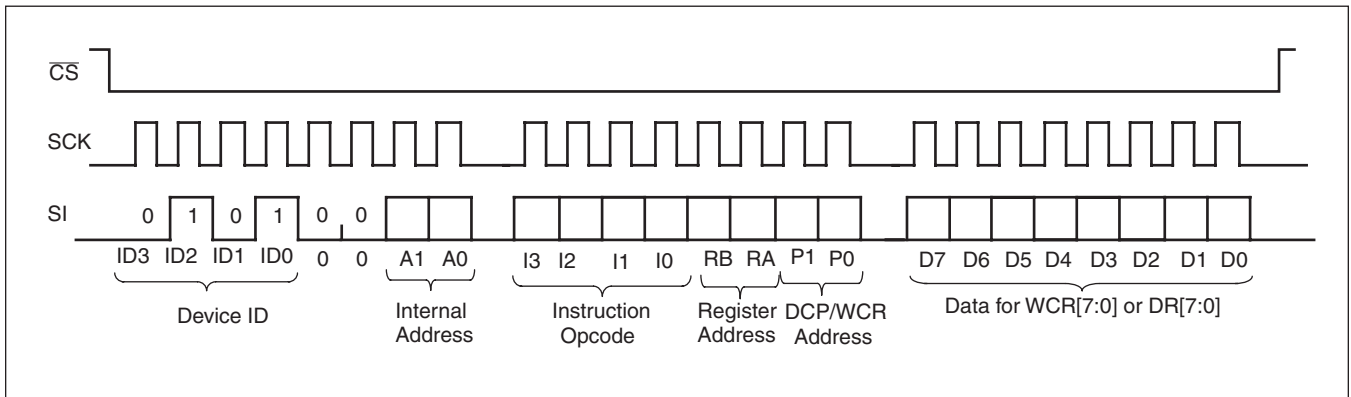 CS
SCK
SI 0 1 0 1 0 0
ID3 ID2 ID1 ID0 0 0 A1 A0 I3 I2 I1 I0 RB RA P1 P0 D7 D6 D5 D4 D3 D2 D1 D0
Device ID
Internal
Address
Instruction
Opcode
Register
Address
DCP/WCR
Address
Data for WCR[7:0] or DR[7:0]